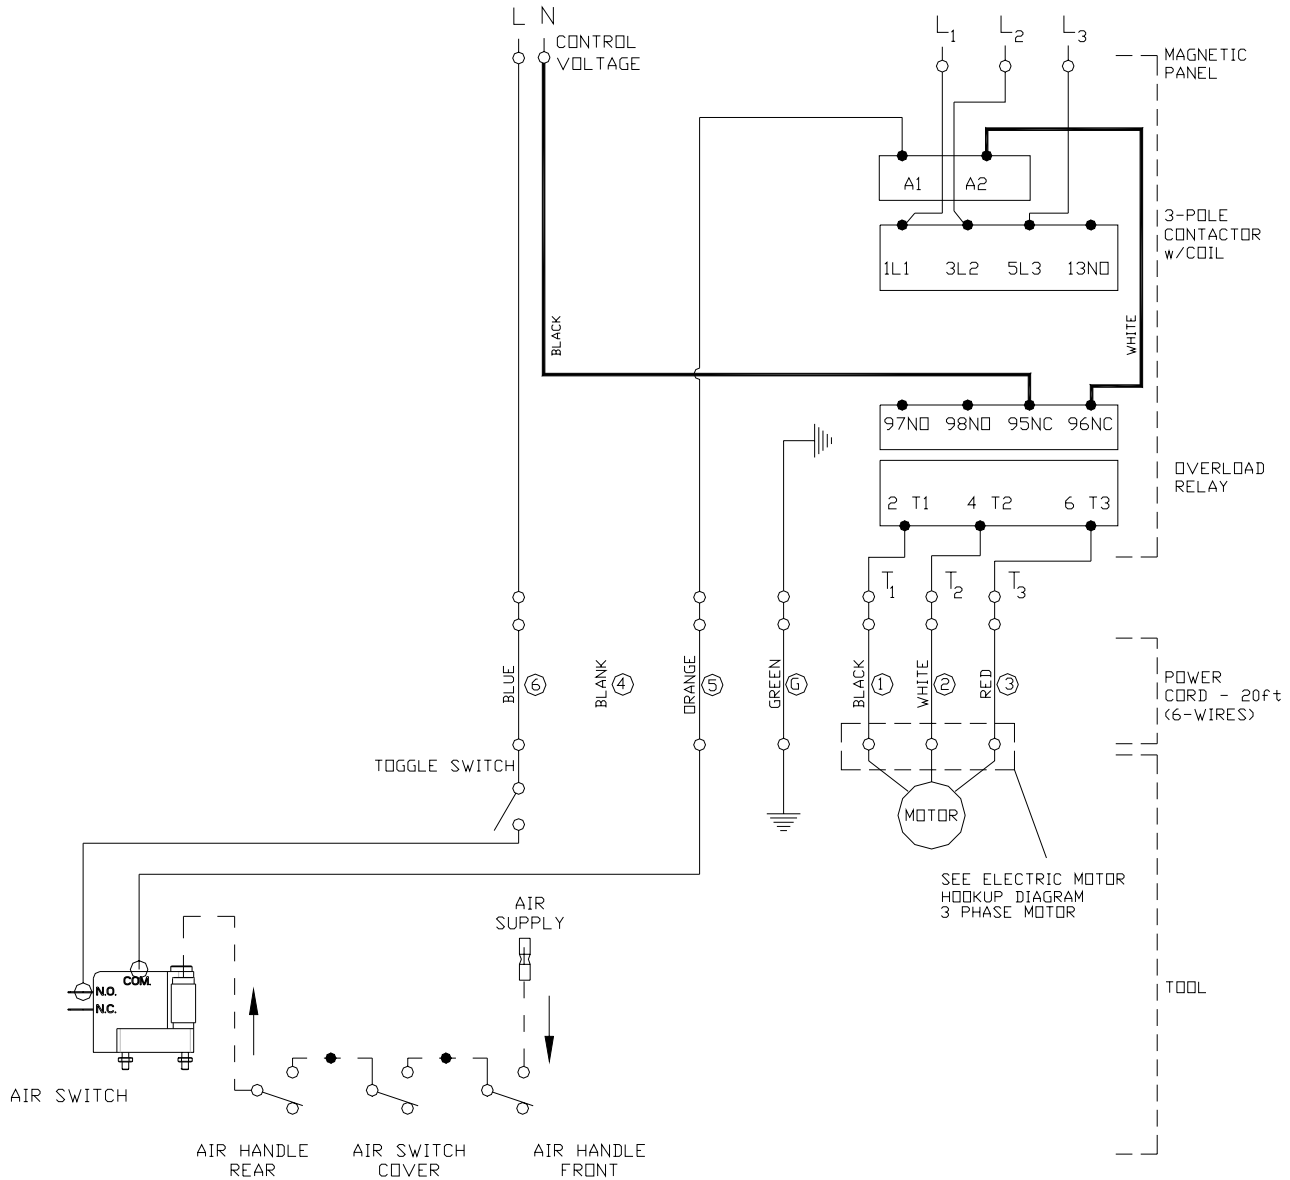 L N
CONTROL
VOLTAGE
L1 L2 L3
MAGNETIC
PANEL
A1 A2
3-POLE
CONTACTOR
w/COIL
1L1 3L2 5L3 13NO
BLACK
WHITE
97NO 98NO 95NC 96NC
OVERLOAD
RELAY
2 T1 4 T2 6 T3
T1 T2 T3
BLUE 6
BLANK 4
ORANGE 5
GREEN G
BLACK 1
WHITE 2
RED 3
POWER
CORD - 20ft
(6-WIRES)
TOGGLE SWITCH
MOTOR
SEE ELECTRIC MOTOR
HOOKUP DIAGRAM
3 PHASE MOTOR
AIR
SUPPLY
COM.
N.O.
N.C.
TOOL
AIR SWITCH
AIR HANDLE
REAR
AIR SWITCH
COVER
AIR HANDLE
FRONT